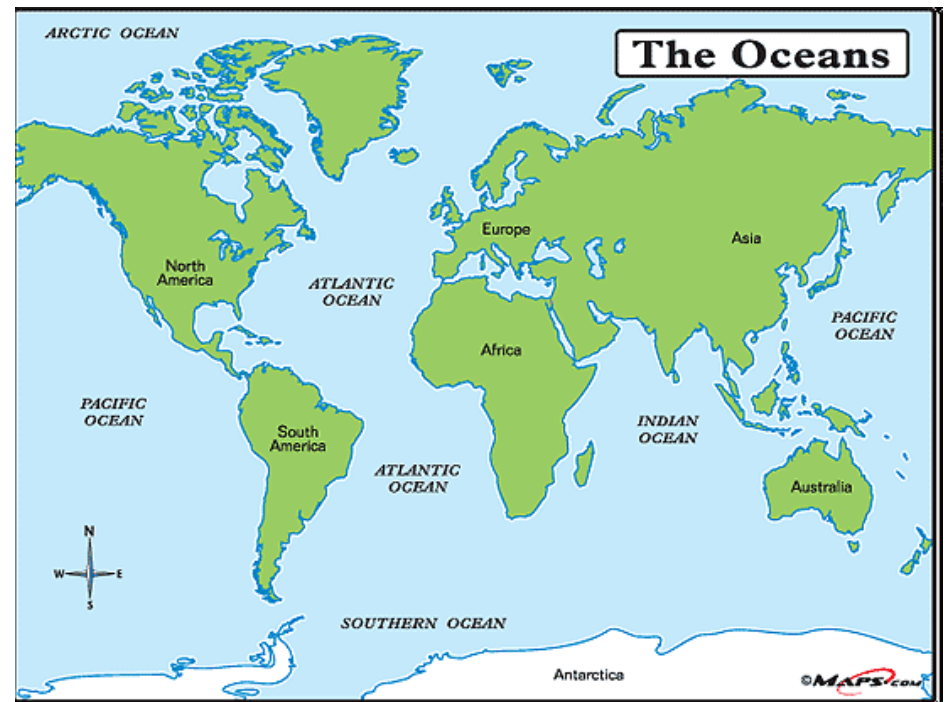 ARCTIC OCEAN
The Oceans
Europe
Asia
North
America
ATLANTIC
OCEAN
PACIFIC
OCEAN
Africa
PACIFIC
OCEAN
INDIAN
OCEAN
South
America
ATLANTIC
OCEAN
Australia
N
W E
S
SOUTHERN OCEAN
Antarctica
©MAPS.COM